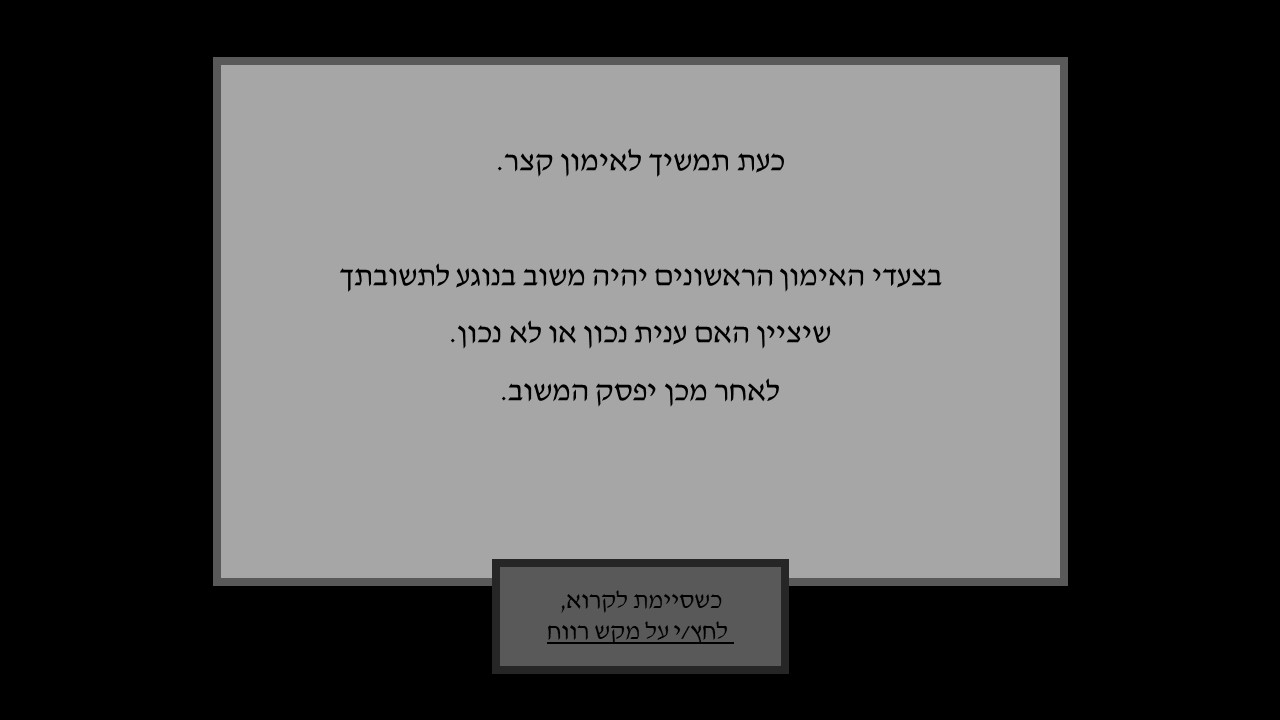 כעת תמשיך לאימון קצר.
בצעדי האימון הראשונים יהיה משוב בנוגע לתשובתך
שיציין האם ענית נכון או לא נכון.
לאחר מכן יפסק המשוב.
כשסיימת לקרוא,
לחץ/י על מקש רווח